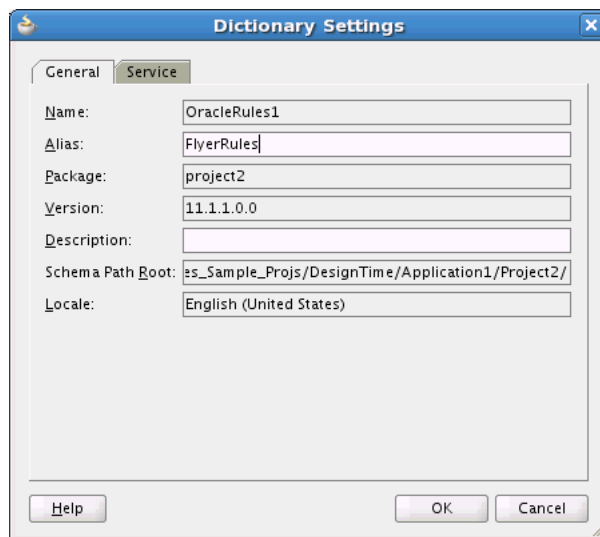 Dictionary Settings
General Service
Name: OracleRules1
Alias: FlyerRules
Package: project2
Version: 11.1.1.0.0
Description:
Schema Path Root: es_Sample_Projs/DesignTime/Application1/Project2/
Locale: English (United States)
Help OK Cancel